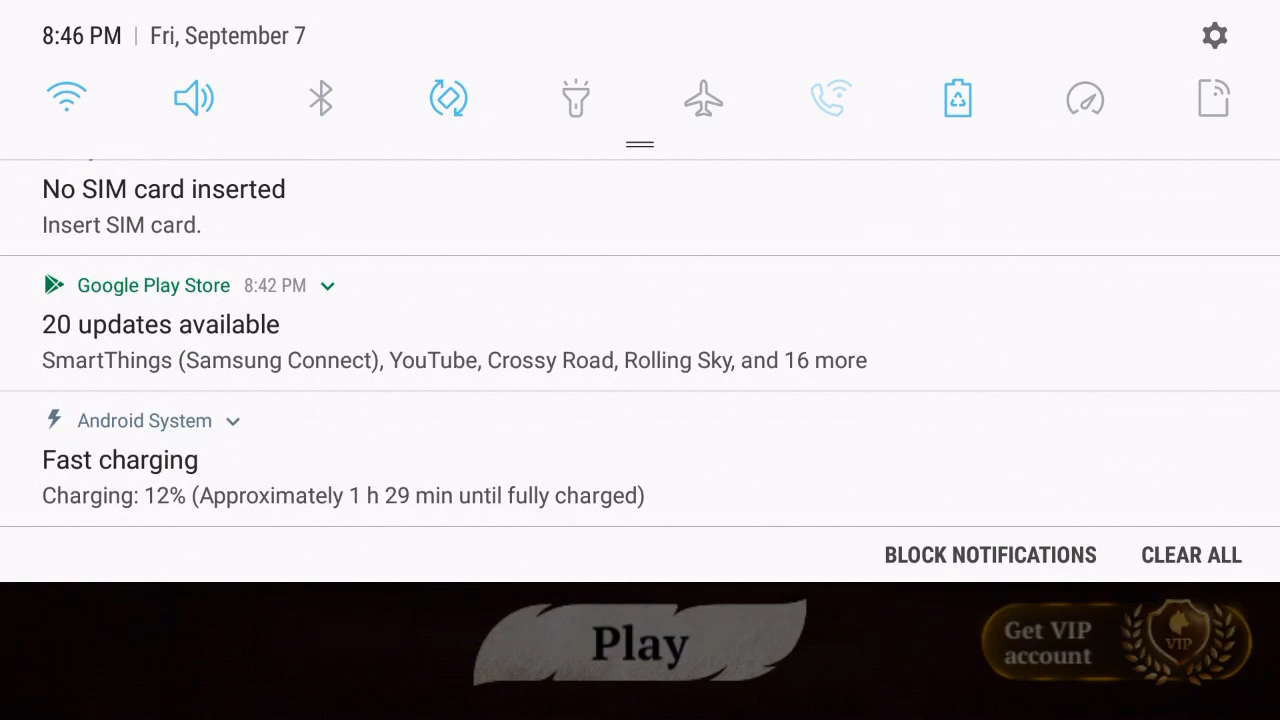 8:46 PM | Fri, September 7
No SIM card inserted
Insert SIM card.
Google Play Store 8:42 PM
20 updates available
SmartThings (Samsung Connect), YouTube, Crossy Road, Rolling Sky, and 16 more
Android System
Fast charging
Charging: 12% (Approximately 1 h 29 min until fully charged)
BLOCK NOTIFICATIONS CLEAR ALL
Play
Get VIP
account
VIP